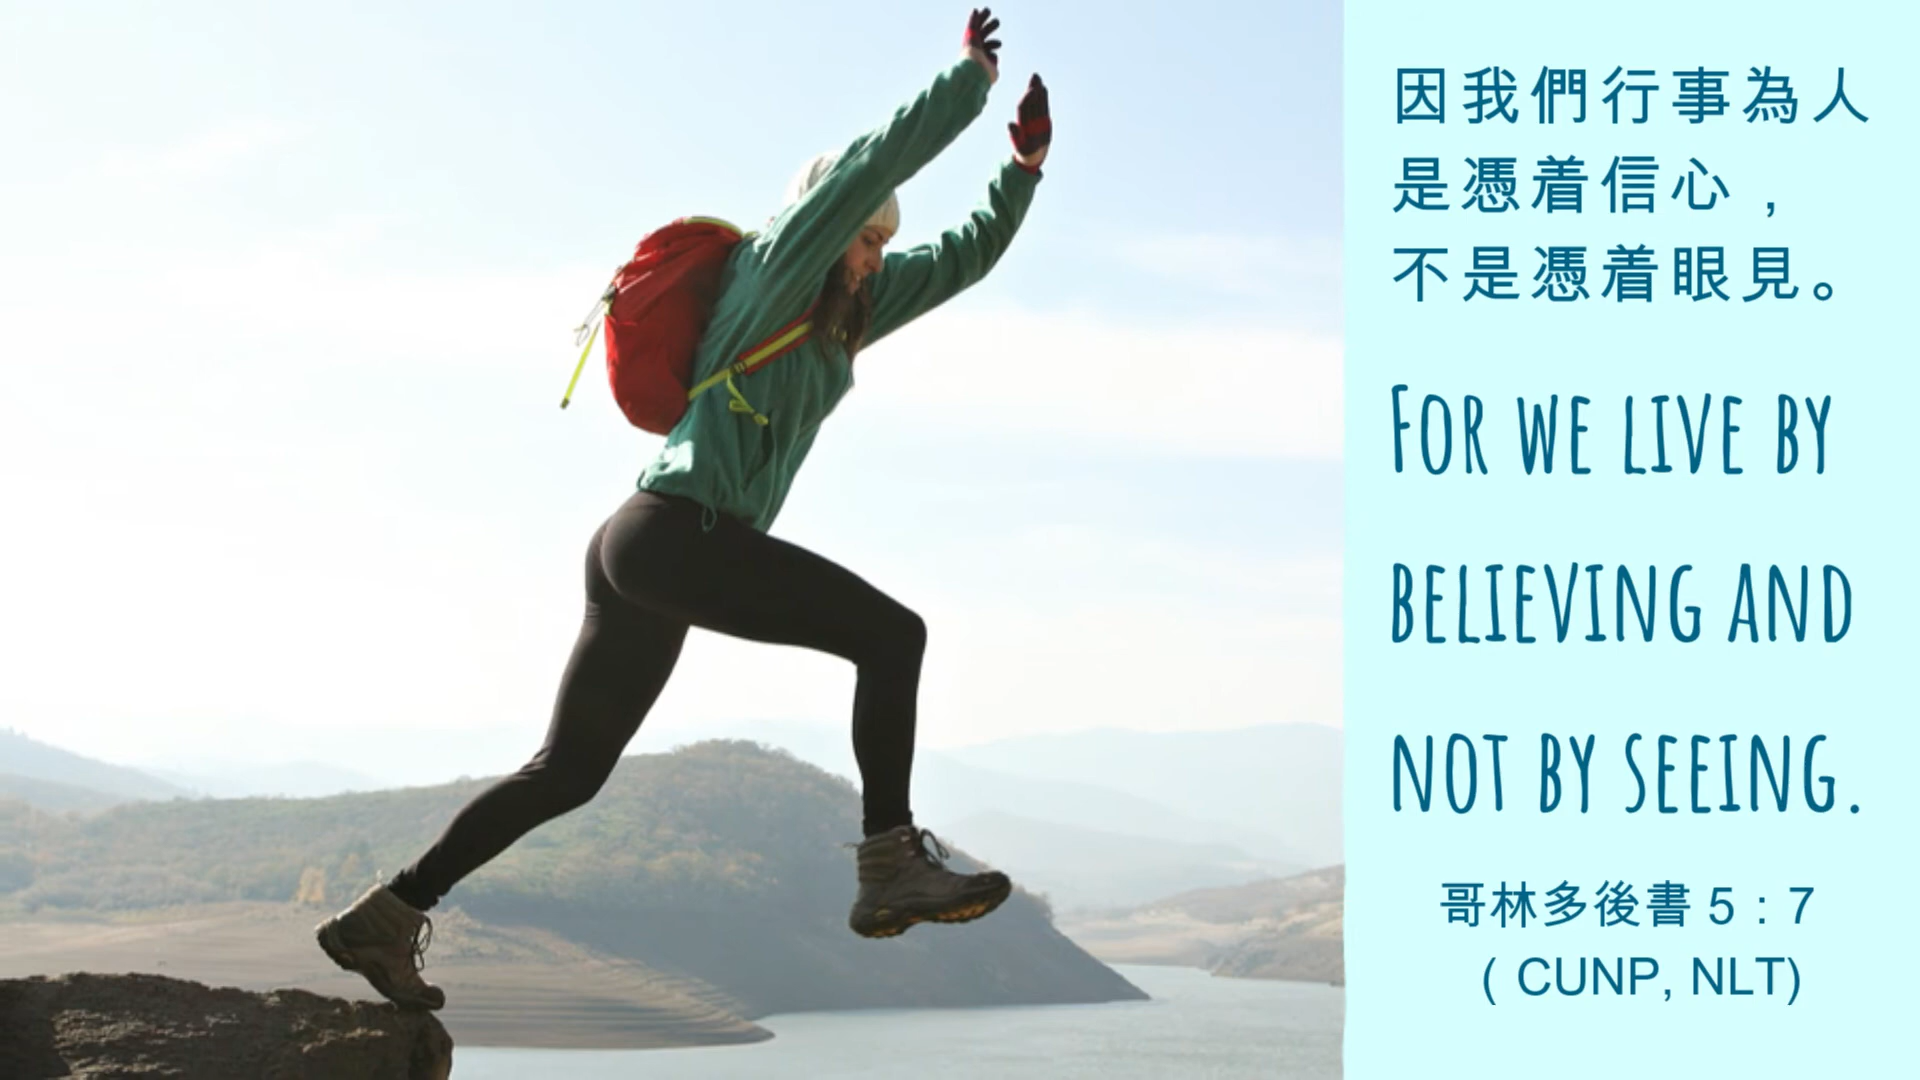 因我們行事為人
是憑着信心，
不是憑着眼見。
FOR WE LIVE BY
BELIEVING AND
NOT BY SEEING.
哥林多後書 5：7
( CUNP, NLT)